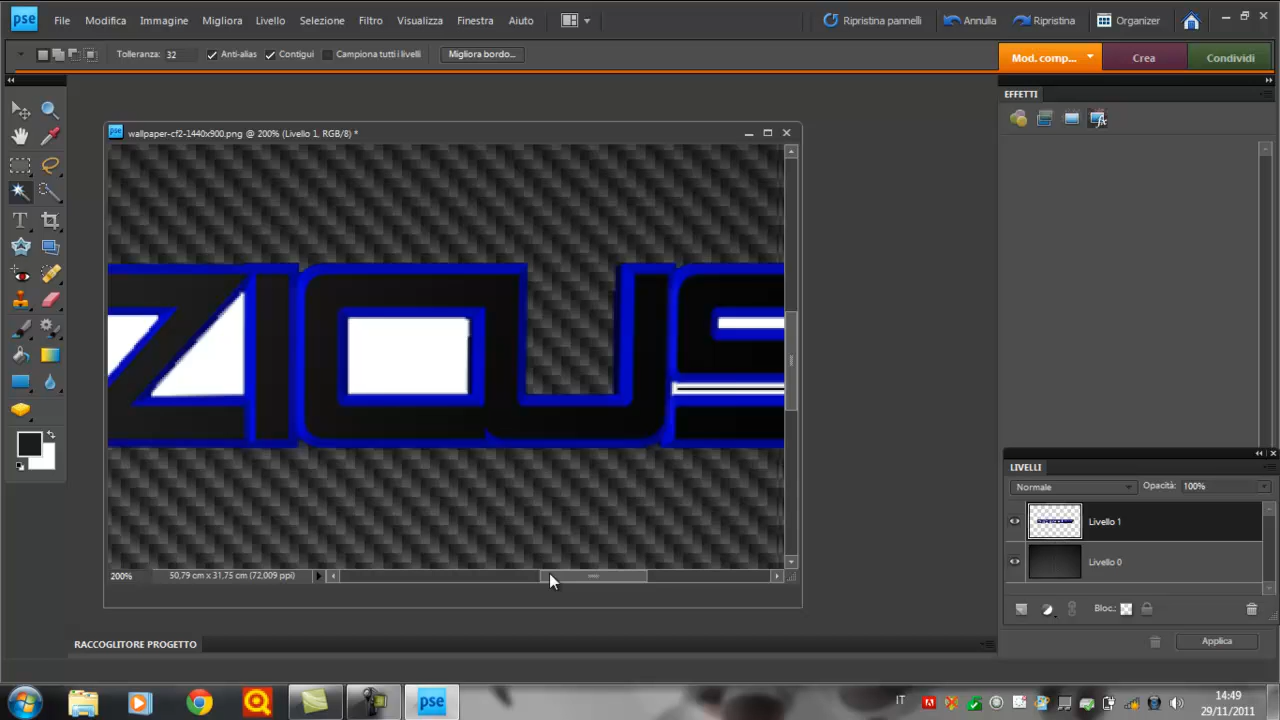 pse File Modifica Immagine Migliora Livello Selezione Filtro Visualizza Finestra Aiuto Ripristina pannelli Annulla Ripristina Organizer
Tolleranza: 32 Anti-alias Contigui Campiona tutti i livelli Migliora bordo... Mod. comp... Crea Condividi
EFFETTI
pse wallpaper-cf2-1440x900.png @ 200% (Livello 1, RGB/8) *
LIVELLI
Normale Opacità: 100%
Livello 1
Livello 0
200% 50,79 cm x 31,75 cm (72,009 ppi)
Bloc.:
RACCOGLITORE PROGETTO
Applica
pse IT 14:49
29/11/2011